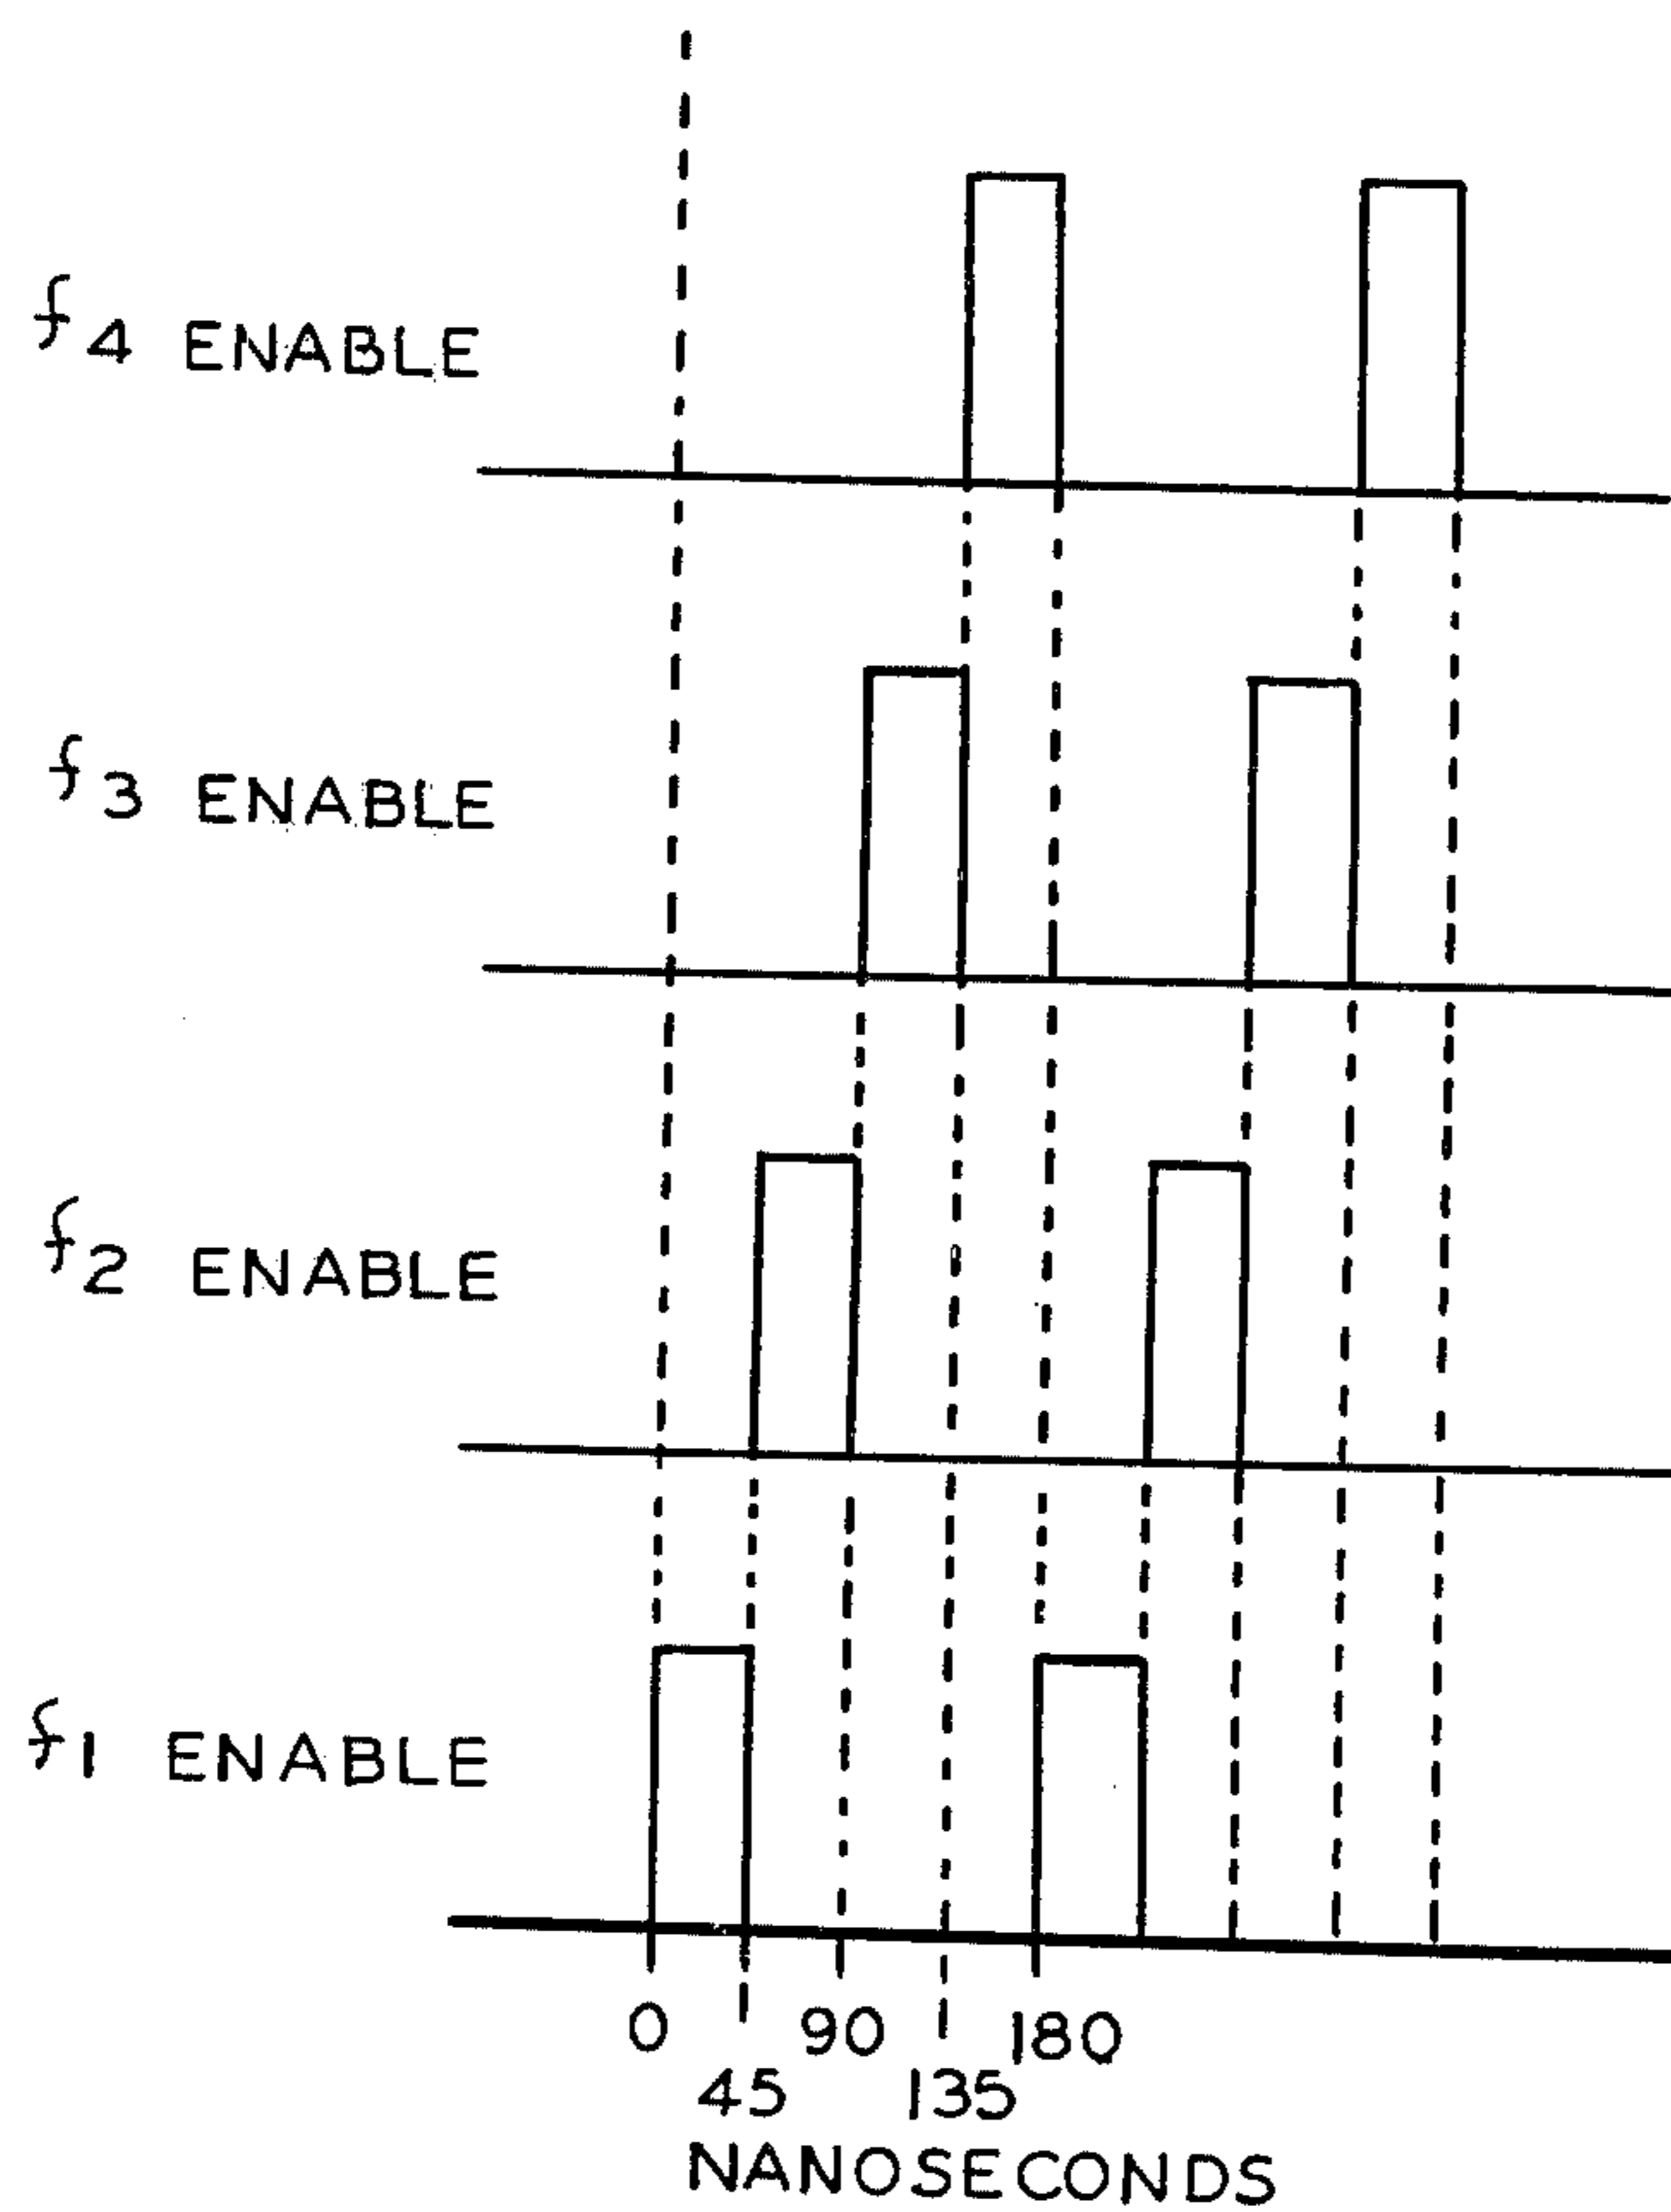 f4 ENABLE
f3 ENABLE
f2 ENABLE
f1 ENABLE
0 90 180
45 135
NANOSECONDS